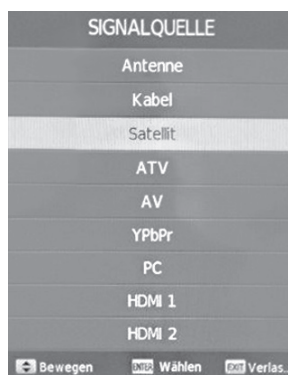 SIGNALQUELLE
Antenne
Kabel
Satellit
ATV
AV
YPbPr
PC
HDMI 1
HDMI 2
Bewegen ENTER Wählen EXIT Verlas..